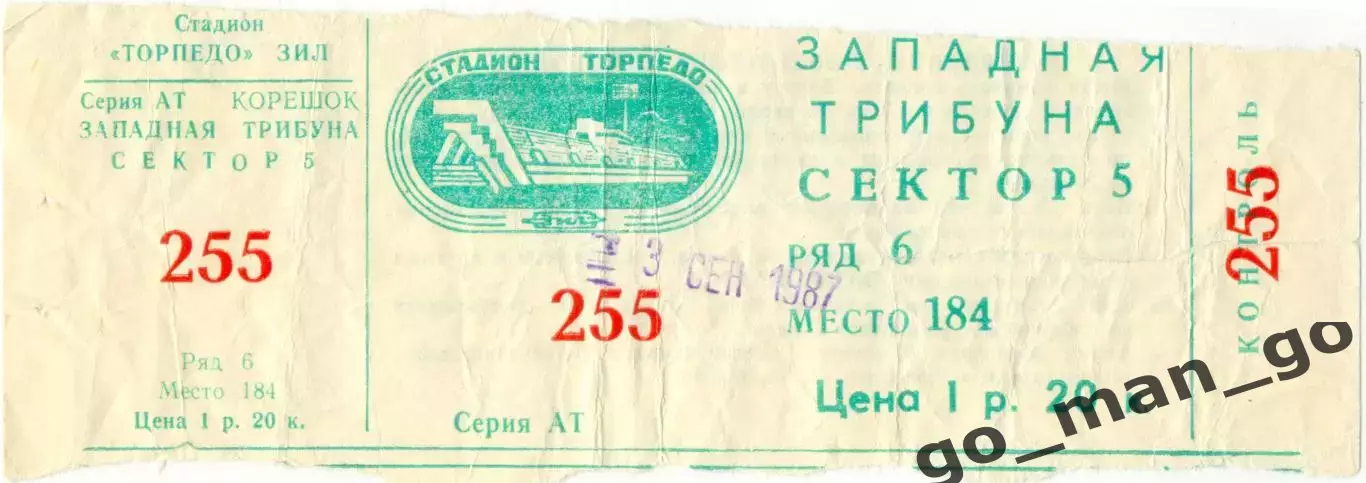 Стадион
«ТОРПЕДО» ЗИЛ
Серия АТ КОРЕШОК
ЗАПАДНАЯ ТРИБУНА
СЕКТОР 5
255
Ряд 6
Место 184
Цена 1 р. 20 к.
СТАДИОН ТОРПЕДО
ЗИЛ
3 СЕН 1987
255
Серия АТ
ЗАПАДНАЯ
ТРИБУНА
СЕКТОР 5
РЯД 6
МЕСТО 184
Цена 1 р. 20 к.
КОНТРОЛЬ
255
go_man_go
go_man_go